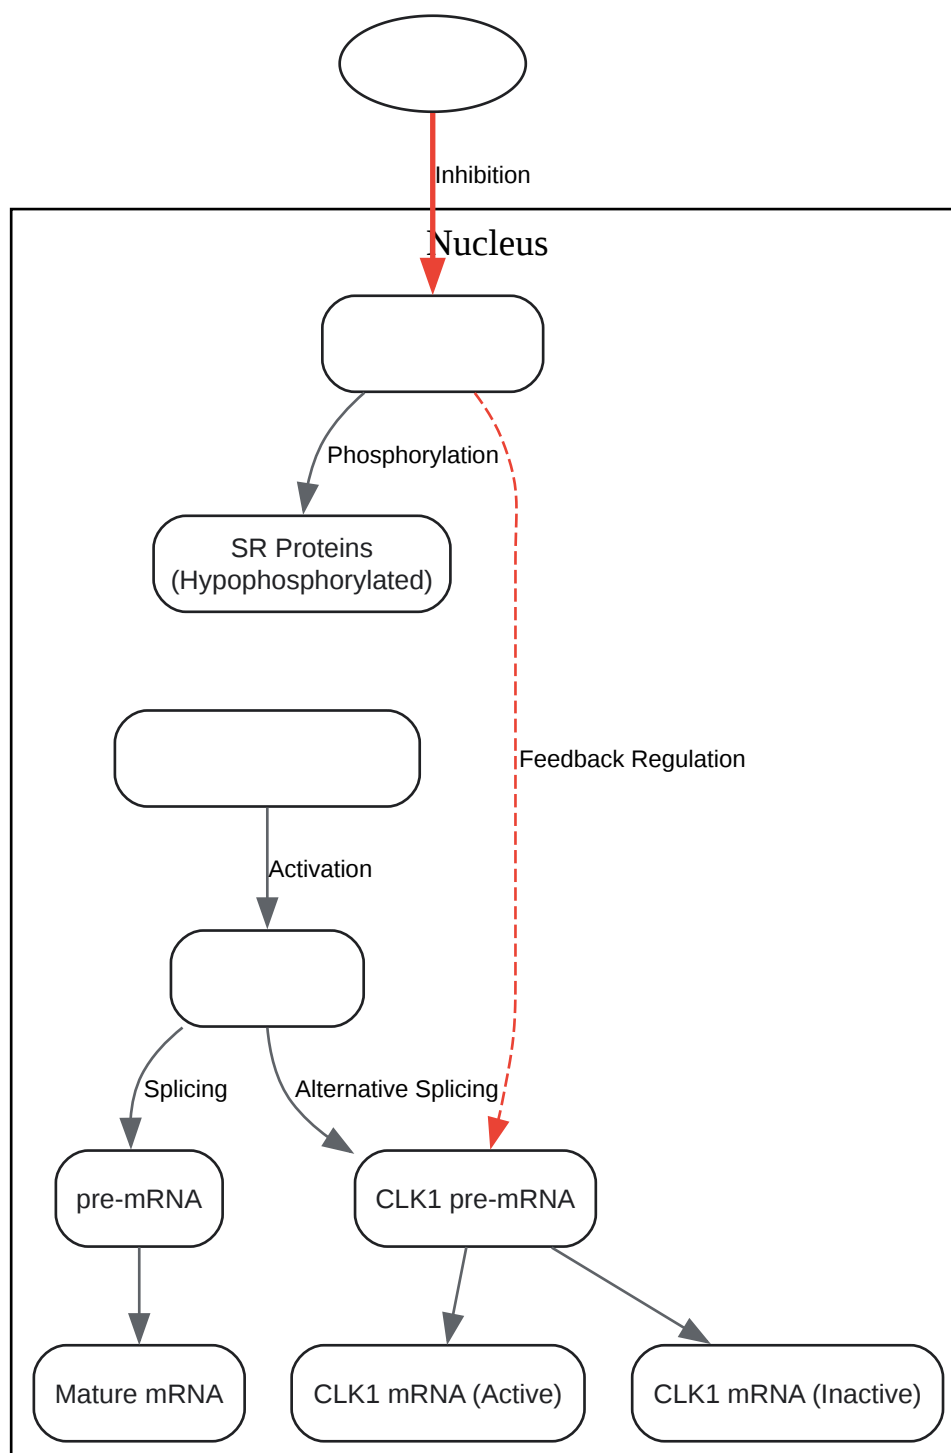 Inhibition
Nucleus
Phosphorylation
SR Proteins
(Hypophosphorylated)
Feedback Regulation
Activation
Splicing
Alternative Splicing
pre-mRNA
CLK1 pre-mRNA
Mature mRNA
CLK1 mRNA (Active)
CLK1 mRNA (Inactive)